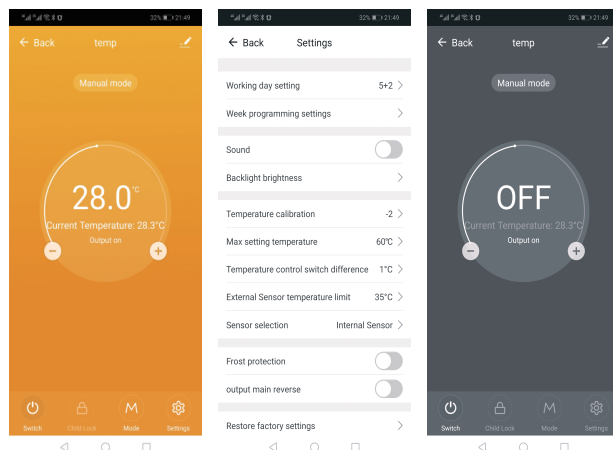 32% 21:49
Back temp
Manual mode
28.0°C
Current Temperature: 28.3°C
Output on
Switch Child Lock Mode Settings
32% 21:49
Back Settings
Working day setting 5+2
Week programming settings
Sound
Backlight brightness
Temperature calibration -2
Max setting temperature 60℃
Temperature control switch difference 1°C
External Sensor temperature limit 35°C
Sensor selection Internal Sensor
Frost protection
output main reverse
Restore factory settings
32% 21:49
Back temp
Manual mode
OFF
Current Temperature: 28.3°C
Output on
Switch Child Lock Mode Settings